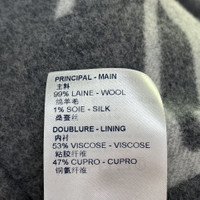 PRINCIPAL - MAIN
主料
99% LAINE - WOOL
绵羊毛
1% SOIE - SILK
桑蚕丝
DOUBLURE - LINING
内衬
53% VISCOSE - VISCOSE
粘胶纤维
47% CUPRO - CUPRO
铜氨纤维